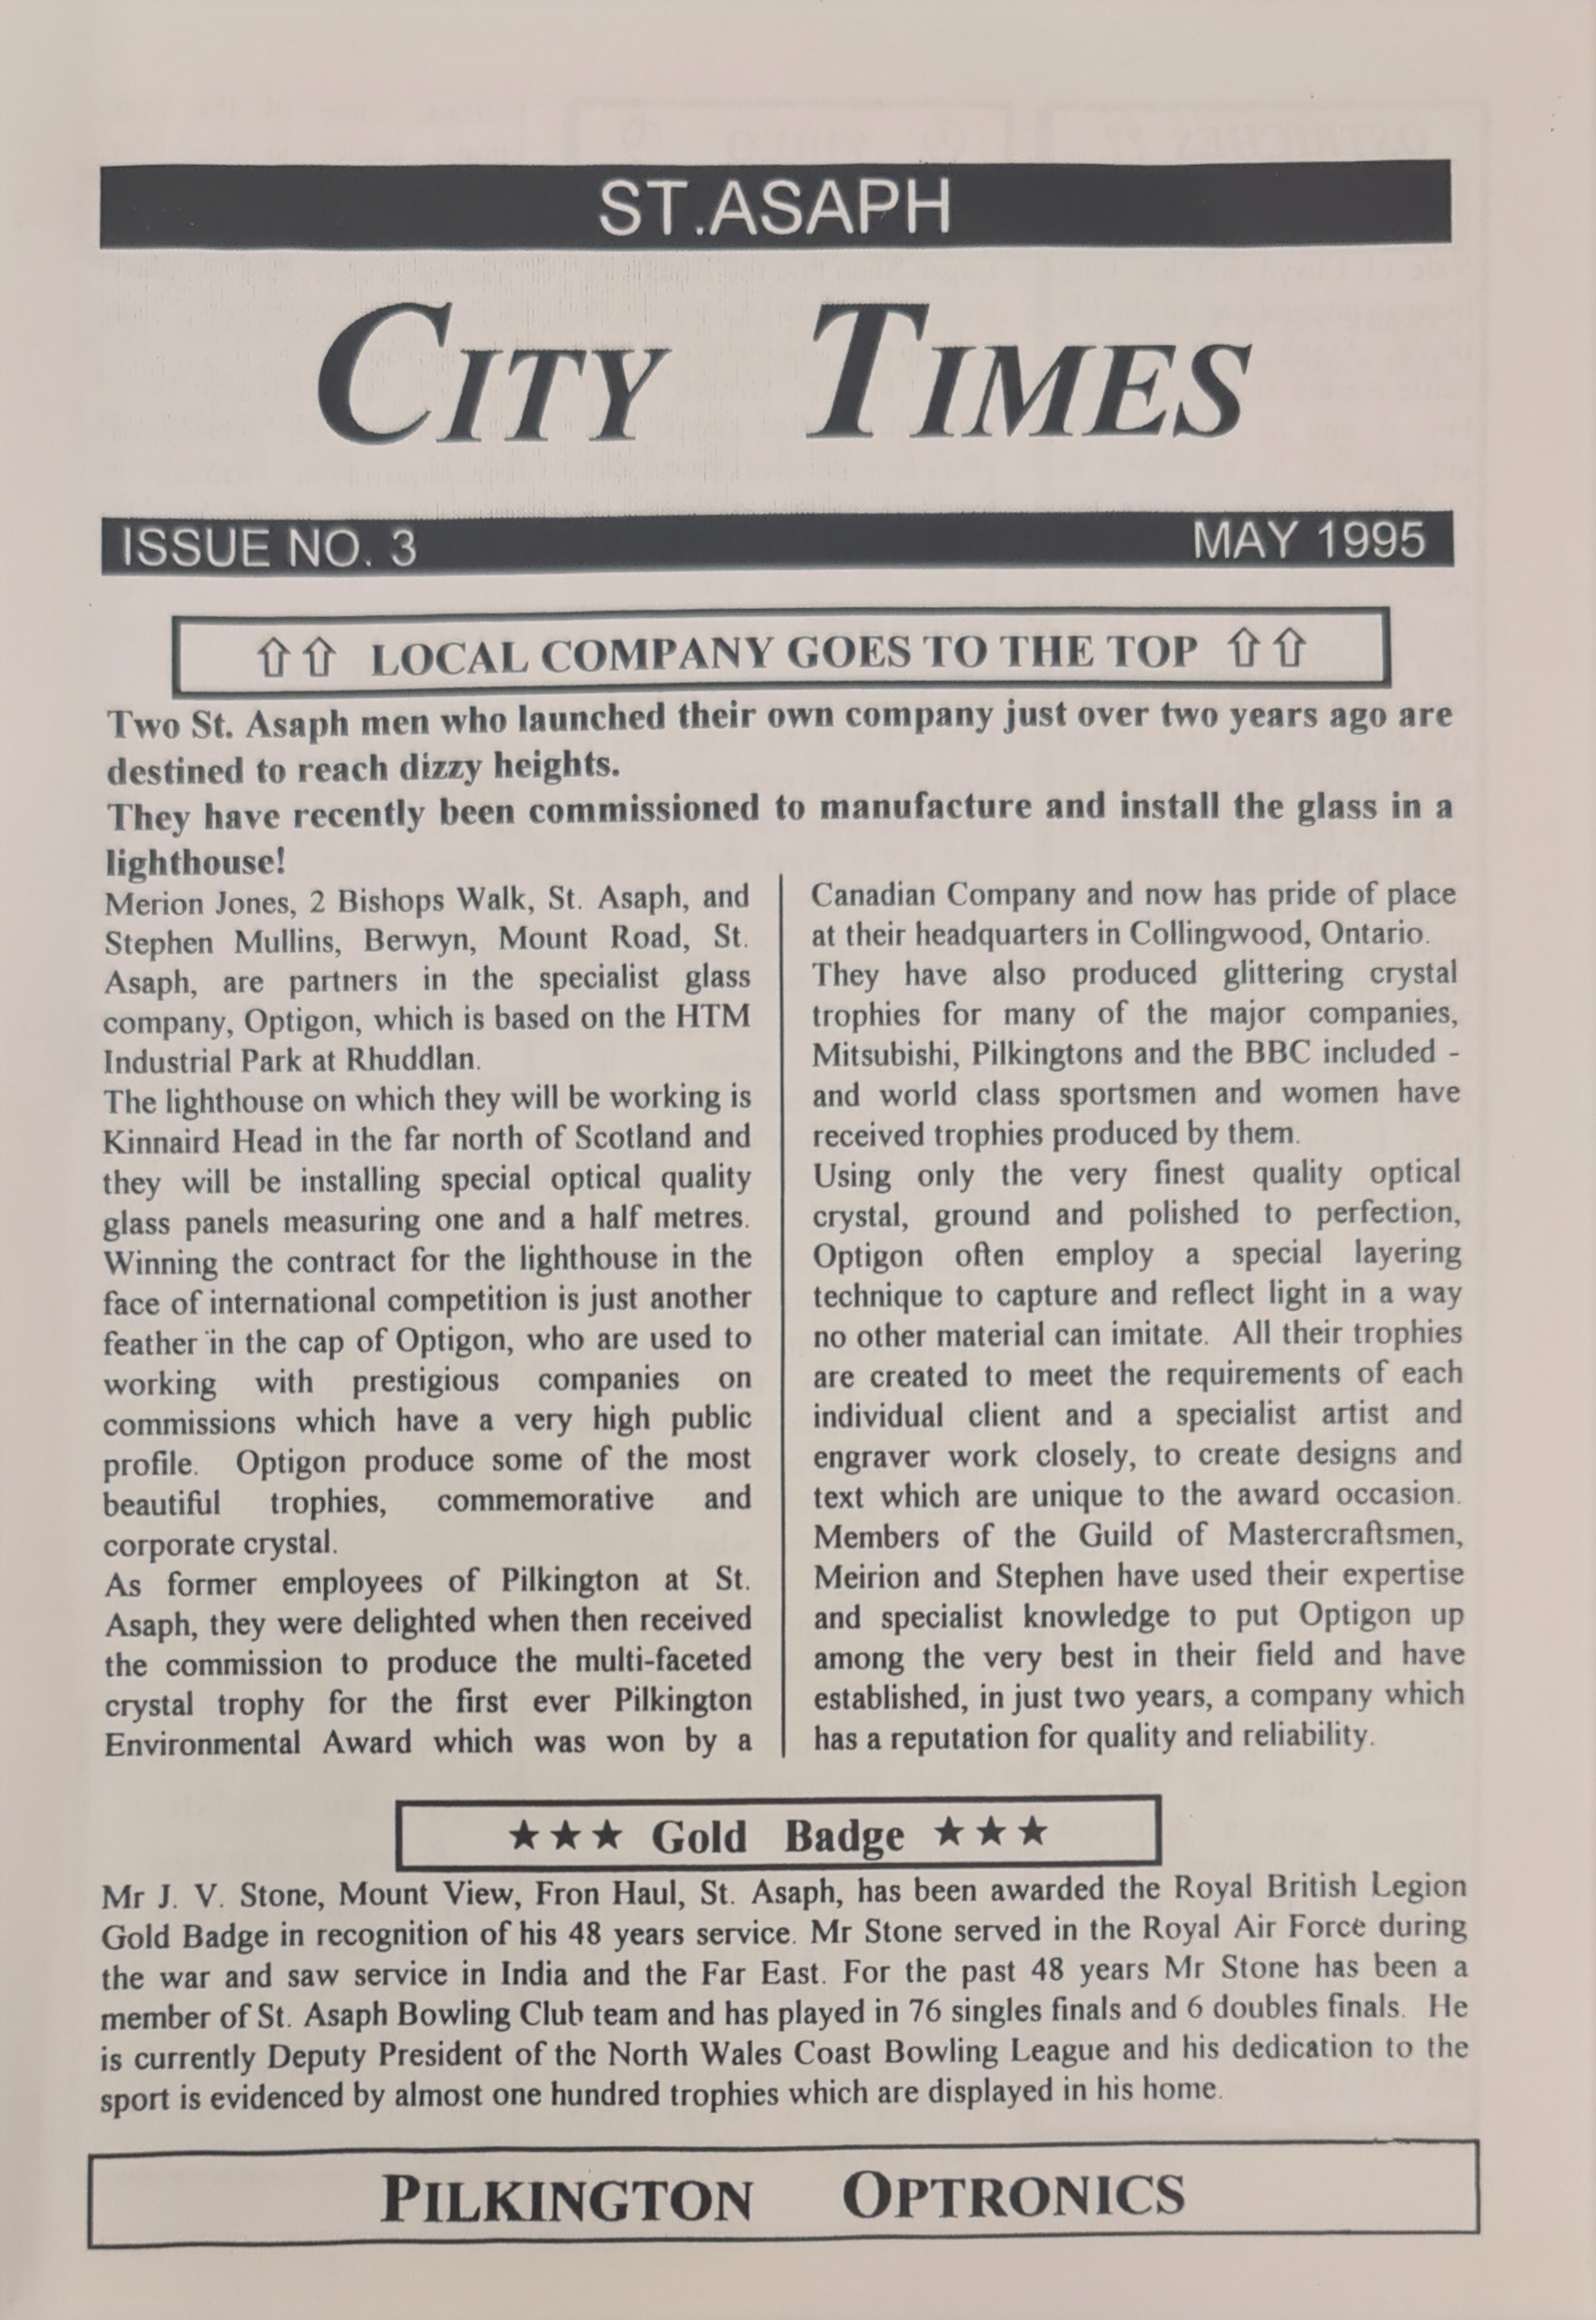 ST.ASAPH
CITY TIMES
ISSUE NO. 3 MAY 1995
⇧⇧ LOCAL COMPANY GOES TO THE TOP ⇧⇧
Two St. Asaph men who launched their own company just over two years ago are
destined to reach dizzy heights.
They have recently been commissioned to manufacture and install the glass in a
lighthouse!
Merion Jones, 2 Bishops Walk, St. Asaph, and
Stephen Mullins, Berwyn, Mount Road, St.
Asaph, are partners in the specialist glass
company, Optigon, which is based on the HTM
Industrial Park at Rhuddlan.
The lighthouse on which they will be working is
Kinnaird Head in the far north of Scotland and
they will be installing special optical quality
glass panels measuring one and a half metres.
Winning the contract for the lighthouse in the
face of international competition is just another
feather in the cap of Optigon, who are used to
working with prestigious companies on
commissions which have a very high public
profile. Optigon produce some of the most
beautiful trophies, commemorative and
corporate crystal.
As former employees of Pilkington at St.
Asaph, they were delighted when then received
the commission to produce the multi-faceted
crystal trophy for the first ever Pilkington
Environmental Award which was won by a
Canadian Company and now has pride of place
at their headquarters in Collingwood, Ontario.
They have also produced glittering crystal
trophies for many of the major companies,
Mitsubishi, Pilkingtons and the BBC included -
and world class sportsmen and women have
received trophies produced by them.
Using only the very finest quality optical
crystal, ground and polished to perfection,
Optigon often employ a special layering
technique to capture and reflect light in a way
no other material can imitate. All their trophies
are created to meet the requirements of each
individual client and a specialist artist and
engraver work closely, to create designs and
text which are unique to the award occasion.
Members of the Guild of Mastercraftsmen,
Meirion and Stephen have used their expertise
and specialist knowledge to put Optigon up
among the very best in their field and have
established, in just two years, a company which
has a reputation for quality and reliability.
★★★ Gold Badge ★★★
Mr J. V. Stone, Mount View, Fron Haul, St. Asaph, has been awarded the Royal British Legion
Gold Badge in recognition of his 48 years service. Mr Stone served in the Royal Air Force during
the war and saw service in India and the Far East. For the past 48 years Mr Stone has been a
member of St. Asaph Bowling Club team and has played in 76 singles finals and 6 doubles finals. He
is currently Deputy President of the North Wales Coast Bowling League and his dedication to the
sport is evidenced by almost one hundred trophies which are displayed in his home.
PILKINGTON OPTRONICS